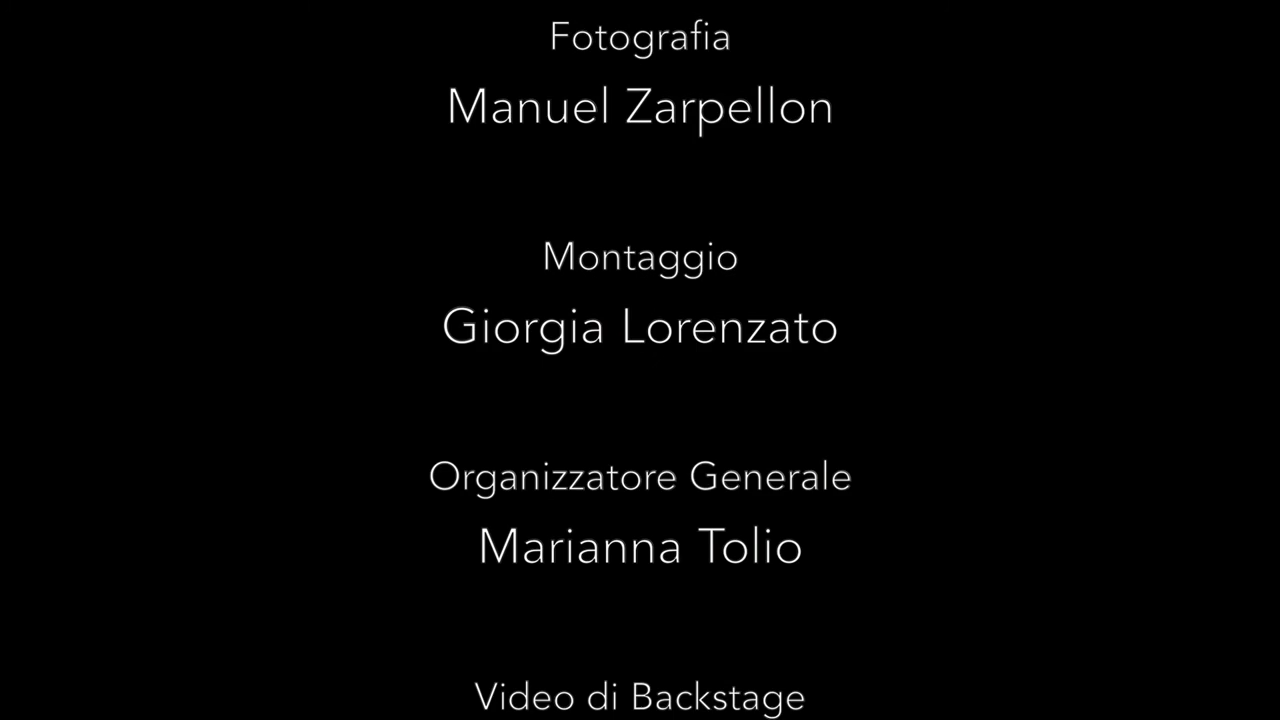 Fotografia
Manuel Zarpellon
Montaggio
Giorgia Lorenzato
Organizzatore Generale
Marianna Tolio
Video di Backstage